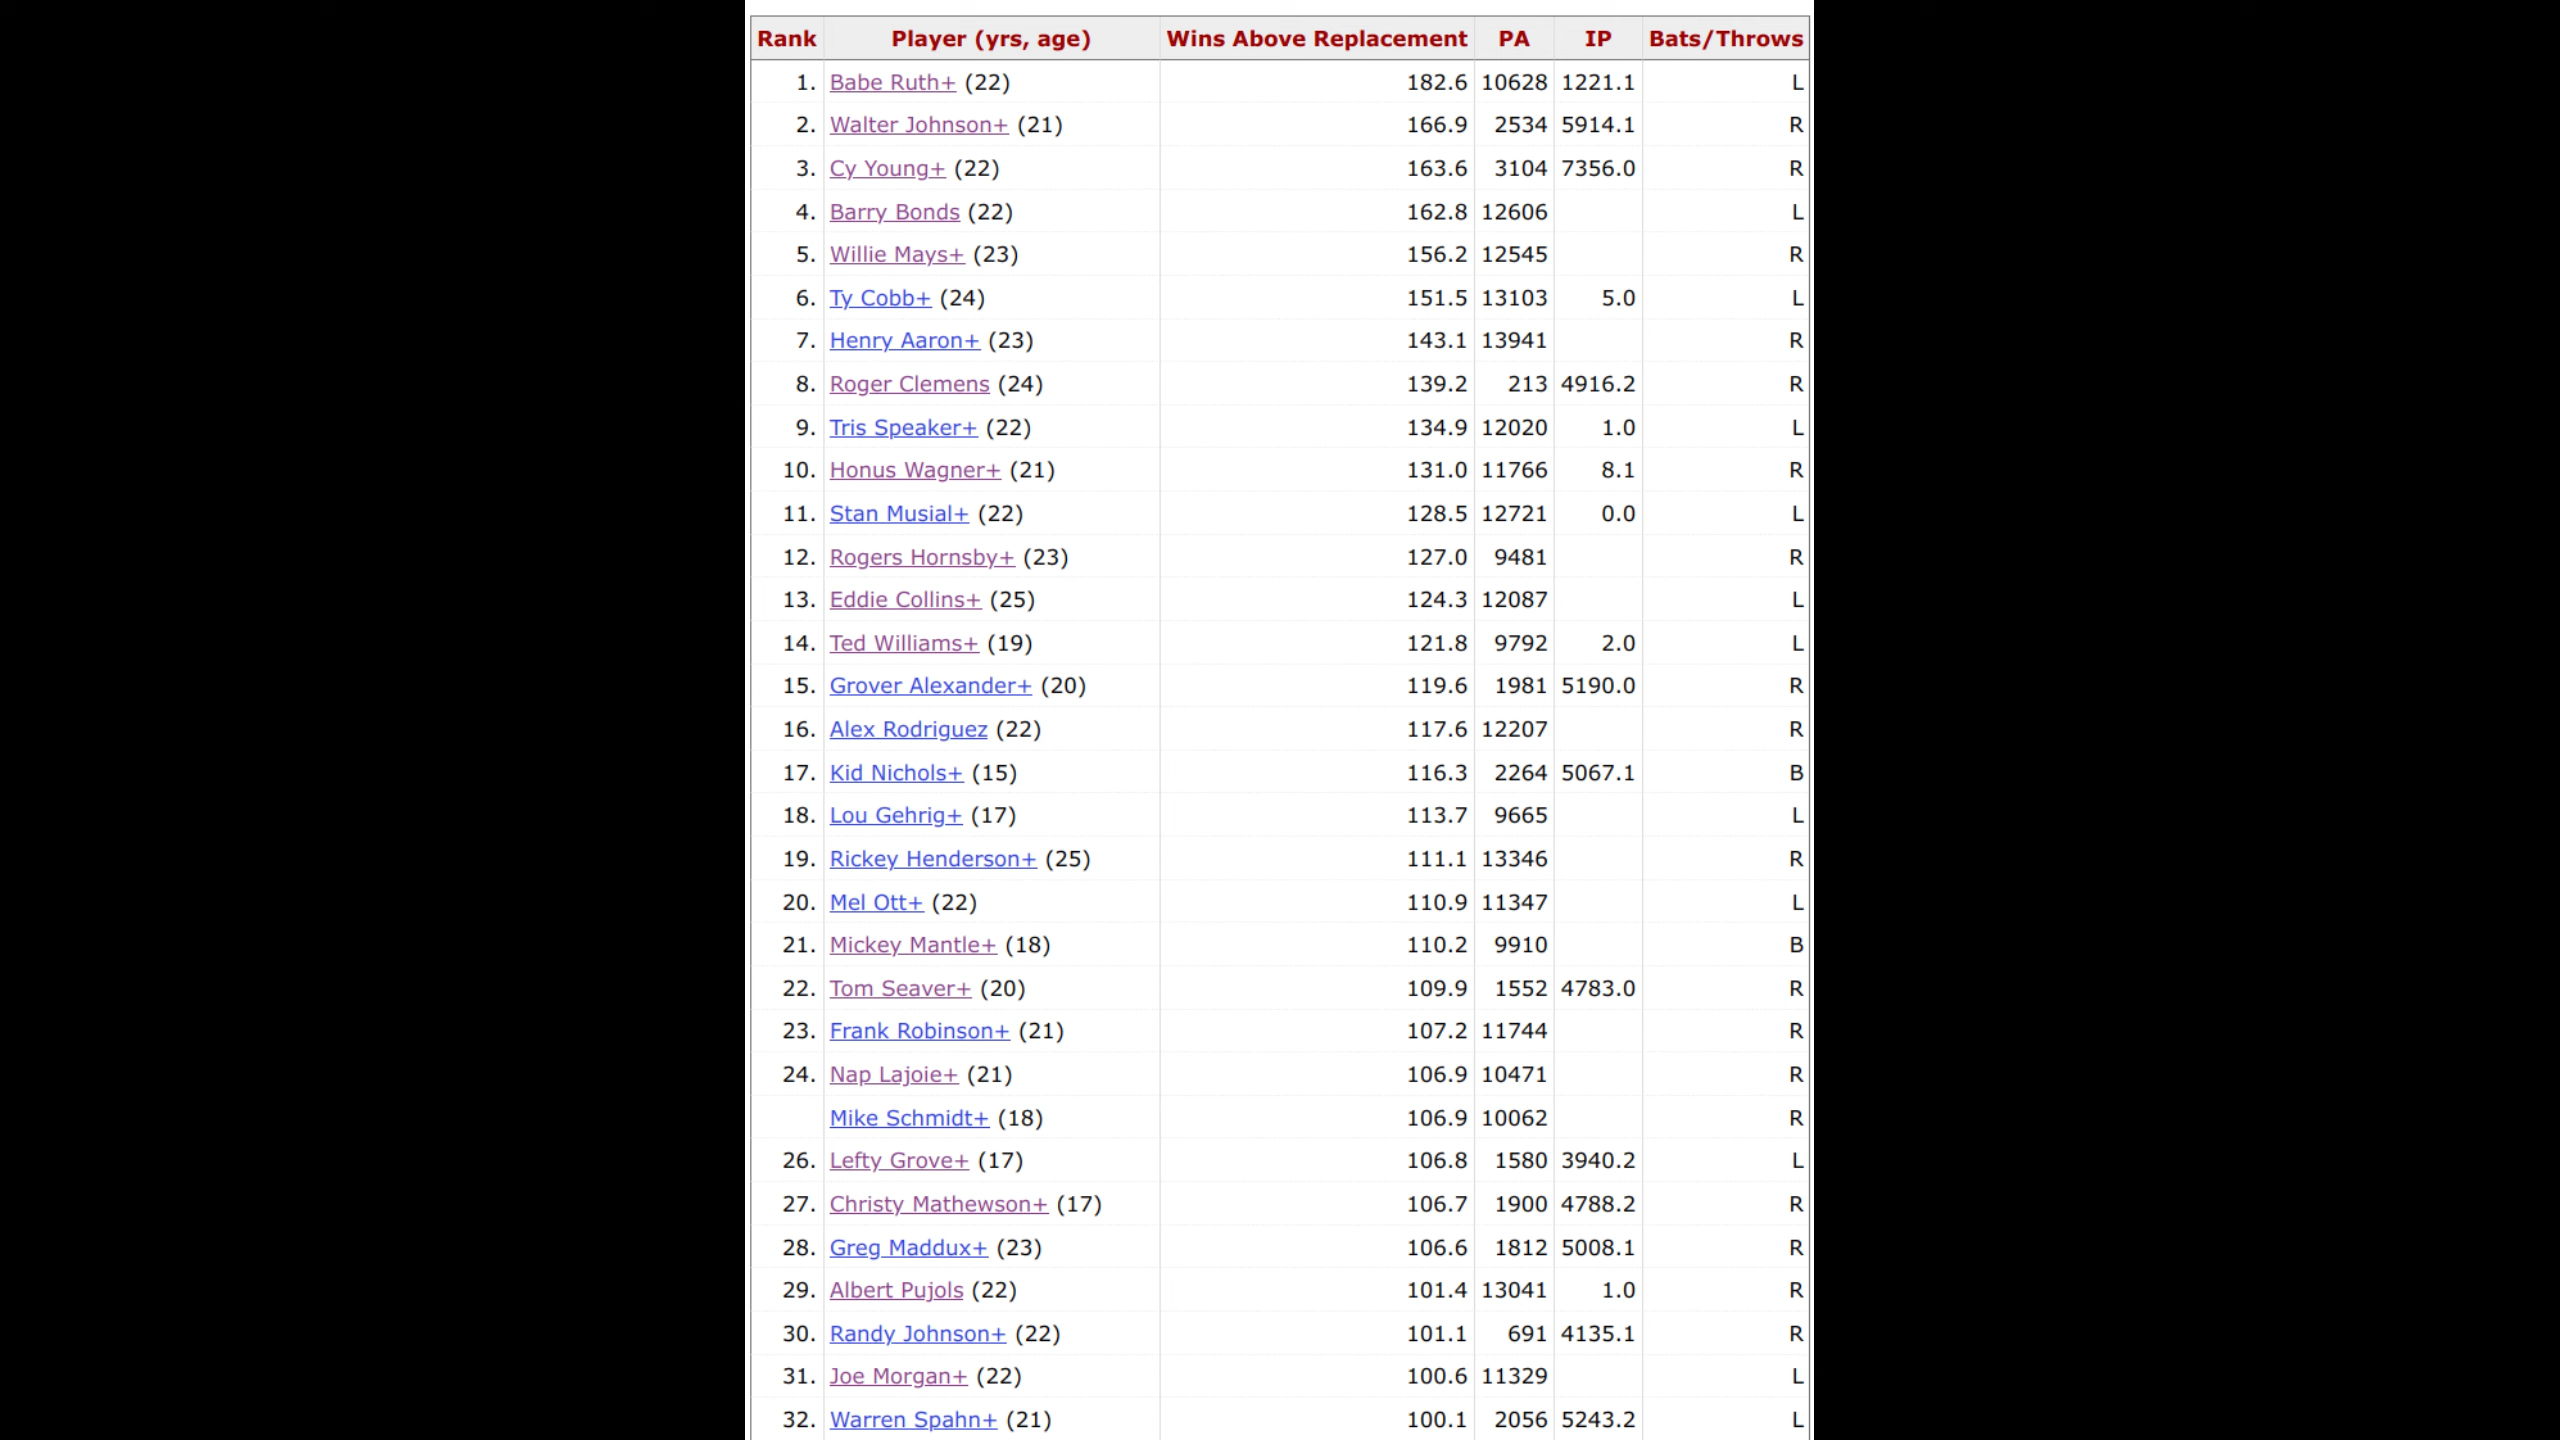 Rank Player (yrs, age) Wins Above Replacement PA IP Bats/Throws
1. Babe Ruth+ (22) 182.6 10628 1221.1 L
2. Walter Johnson+ (21) 166.9 2534 5914.1 R
3. Cy Young+ (22) 163.6 3104 7356.0 R
4. Barry Bonds (22) 162.8 12606 L
5. Willie Mays+ (23) 156.2 12545 R
6. Ty Cobb+ (24) 151.5 13103 5.0 L
7. Henry Aaron+ (23) 143.1 13941 R
8. Roger Clemens (24) 139.2 213 4916.2 R
9. Tris Speaker+ (22) 134.9 12020 1.0 L
10. Honus Wagner+ (21) 131.0 11766 8.1 R
11. Stan Musial+ (22) 128.5 12721 0.0 L
12. Rogers Hornsby+ (23) 127.0 9481 R
13. Eddie Collins+ (25) 124.3 12087 L
14. Ted Williams+ (19) 121.8 9792 2.0 L
15. Grover Alexander+ (20) 119.6 1981 5190.0 R
16. Alex Rodriguez (22) 117.6 12207 R
17. Kid Nichols+ (15) 116.3 2264 5067.1 B
18. Lou Gehrig+ (17) 113.7 9665 L
19. Rickey Henderson+ (25) 111.1 13346 R
20. Mel Ott+ (22) 110.9 11347 L
21. Mickey Mantle+ (18) 110.2 9910 B
22. Tom Seaver+ (20) 109.9 1552 4783.0 R
23. Frank Robinson+ (21) 107.2 11744 R
24. Nap Lajoie+ (21) 106.9 10471 R
Mike Schmidt+ (18) 106.9 10062 R
26. Lefty Grove+ (17) 106.8 1580 3940.2 L
27. Christy Mathewson+ (17) 106.7 1900 4788.2 R
28. Greg Maddux+ (23) 106.6 1812 5008.1 R
29. Albert Pujols (22) 101.4 13041 1.0 R
30. Randy Johnson+ (22) 101.1 691 4135.1 R
31. Joe Morgan+ (22) 100.6 11329 L
32. Warren Spahn+ (21) 100.1 2056 5243.2 L